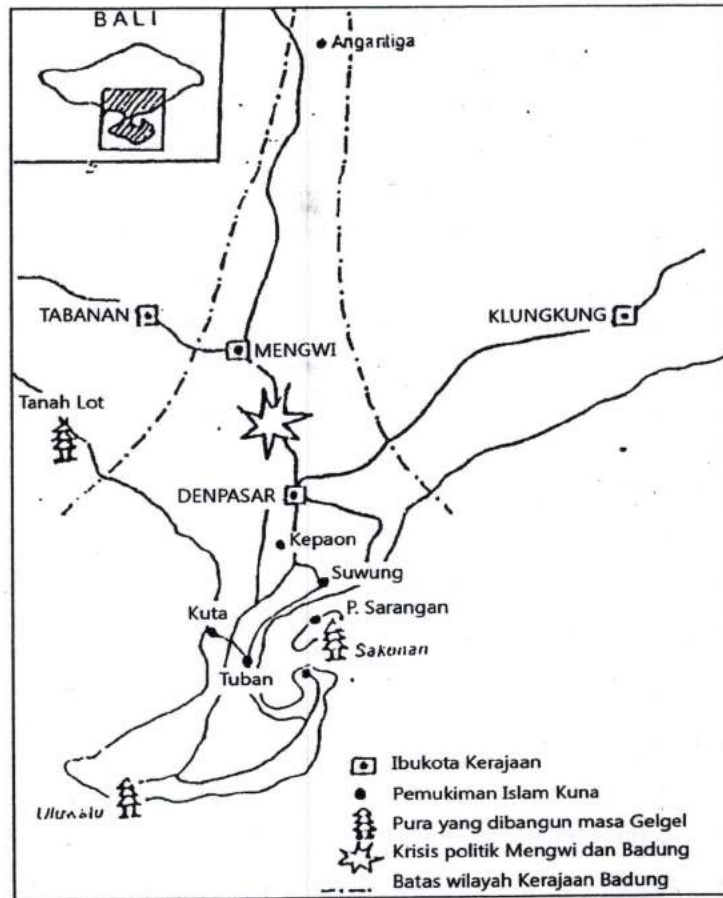 BALI
Angantiga
TABANAN
KLUNGKUNG
MENGWI
Tanah Lot
DENPASAR
Kepaon
Suwung
Kuta
P. Sarangan
Sakenan
Tuban
Uluwatu
Ibukota Kerajaan
Pemukiman Islam Kuna
Pura yang dibangun masa Gelgel
Krisis politik Mengwi dan Badung
Batas wilayah Kerajaan Badung